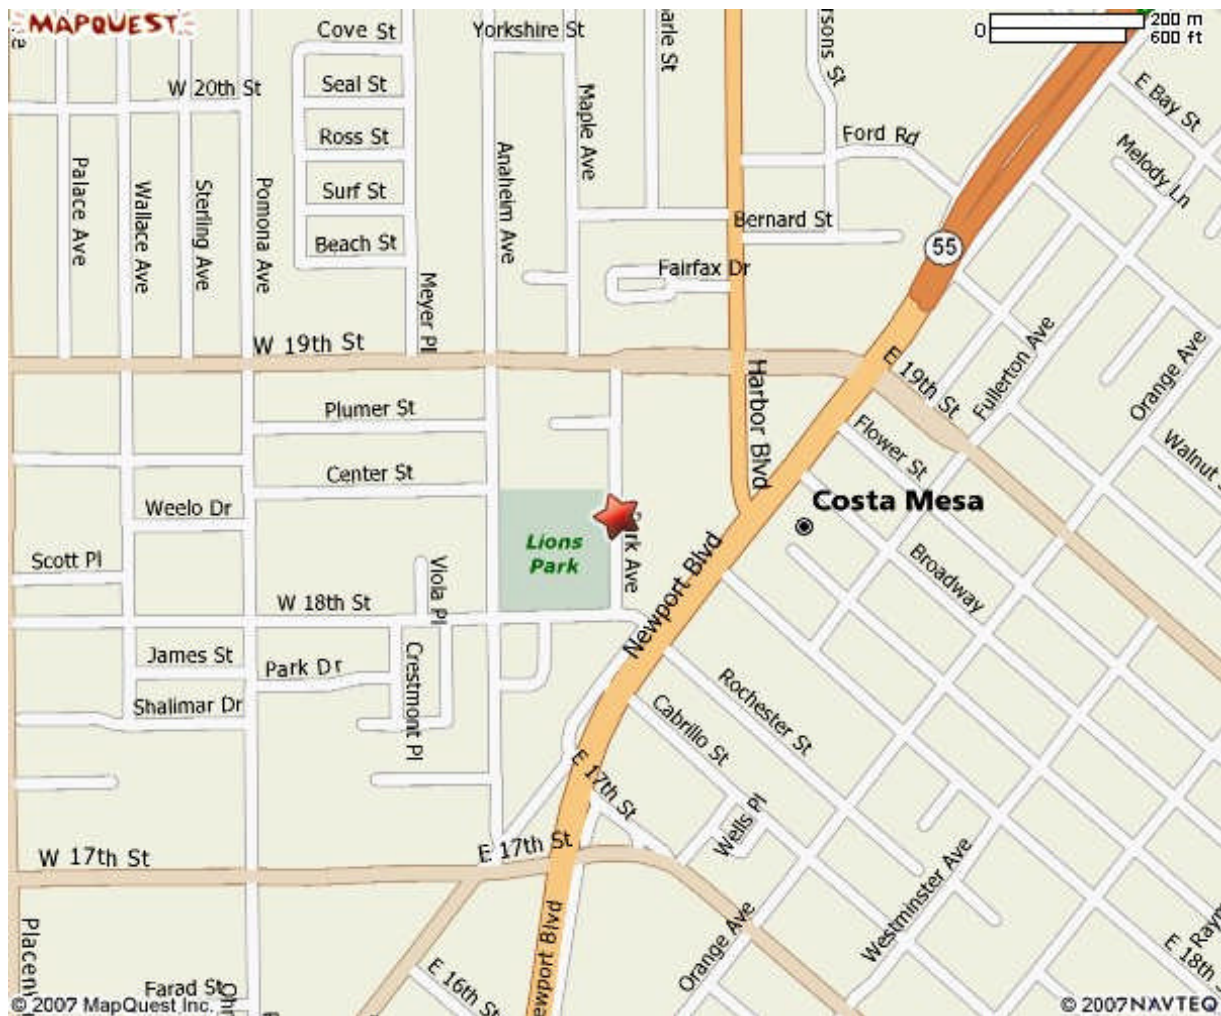 MAPQUEST
0
200 m
600 ft
Cove St
Yorkshire St
arle St
rsons St
W 20th St
Seal St
Maple Ave
E Bay St
Ross St
Ford Rd
Melody Ln
Palace Ave
Wallace Ave
Sterling Ave
Pomona Ave
Surf St
Anaheim Ave
Bernard St
Beach St
55
Fairfax Dr
Meyer Pl
W 19th St
Harbor Blvd
E 19th St
Fullerton Ave
Orange Ave
Plumer St
Flower St
Walnut
Center St
Weelo Dr
Costa Mesa
Lions
Park
rk Ave
Newport Blvd
Broadway
Scott Pl
Viola Pl
W 18th St
James St
Park Dr
Crestmont Pl
Rochester St
Shalimar Dr
Cabrillo St
E 17th St
Wells Pl
W 17th St
E 17th St
Westminster Ave
Orange Ave
Placen
ewport Blvd
E 18th S
Ray
E 16th St
Farad St
© 2007 MapQuest Inc.
© 2007 NAVTEQ